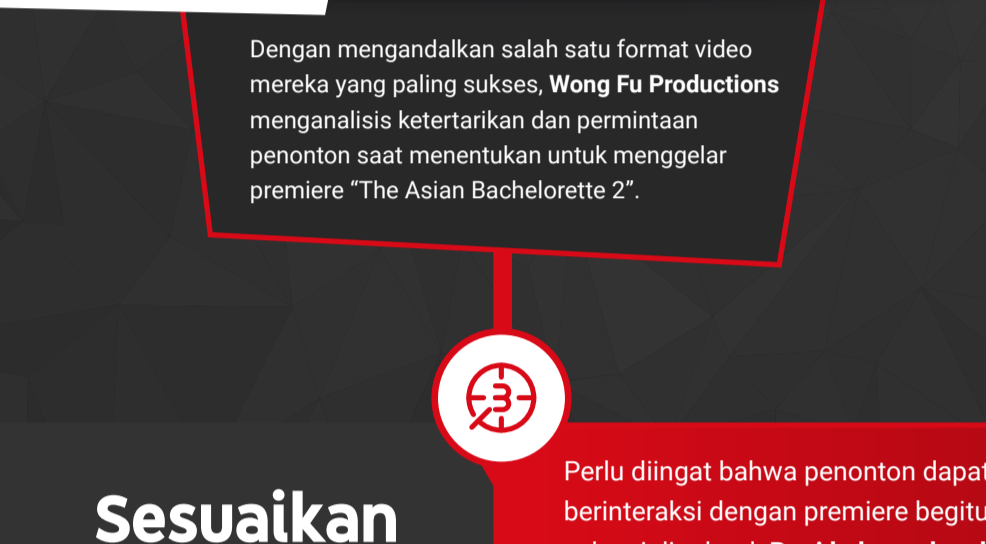 Dengan mengandalkan salah satu format video
mereka yang paling sukses, Wong Fu Productions
menganalisis ketertarikan dan permintaan
penonton saat menentukan untuk menggelar
premiere “The Asian Bachelorette 2”.
3
Sesuaikan
Perlu diingat bahwa penonton dapat
berinteraksi dengan premiere begitu